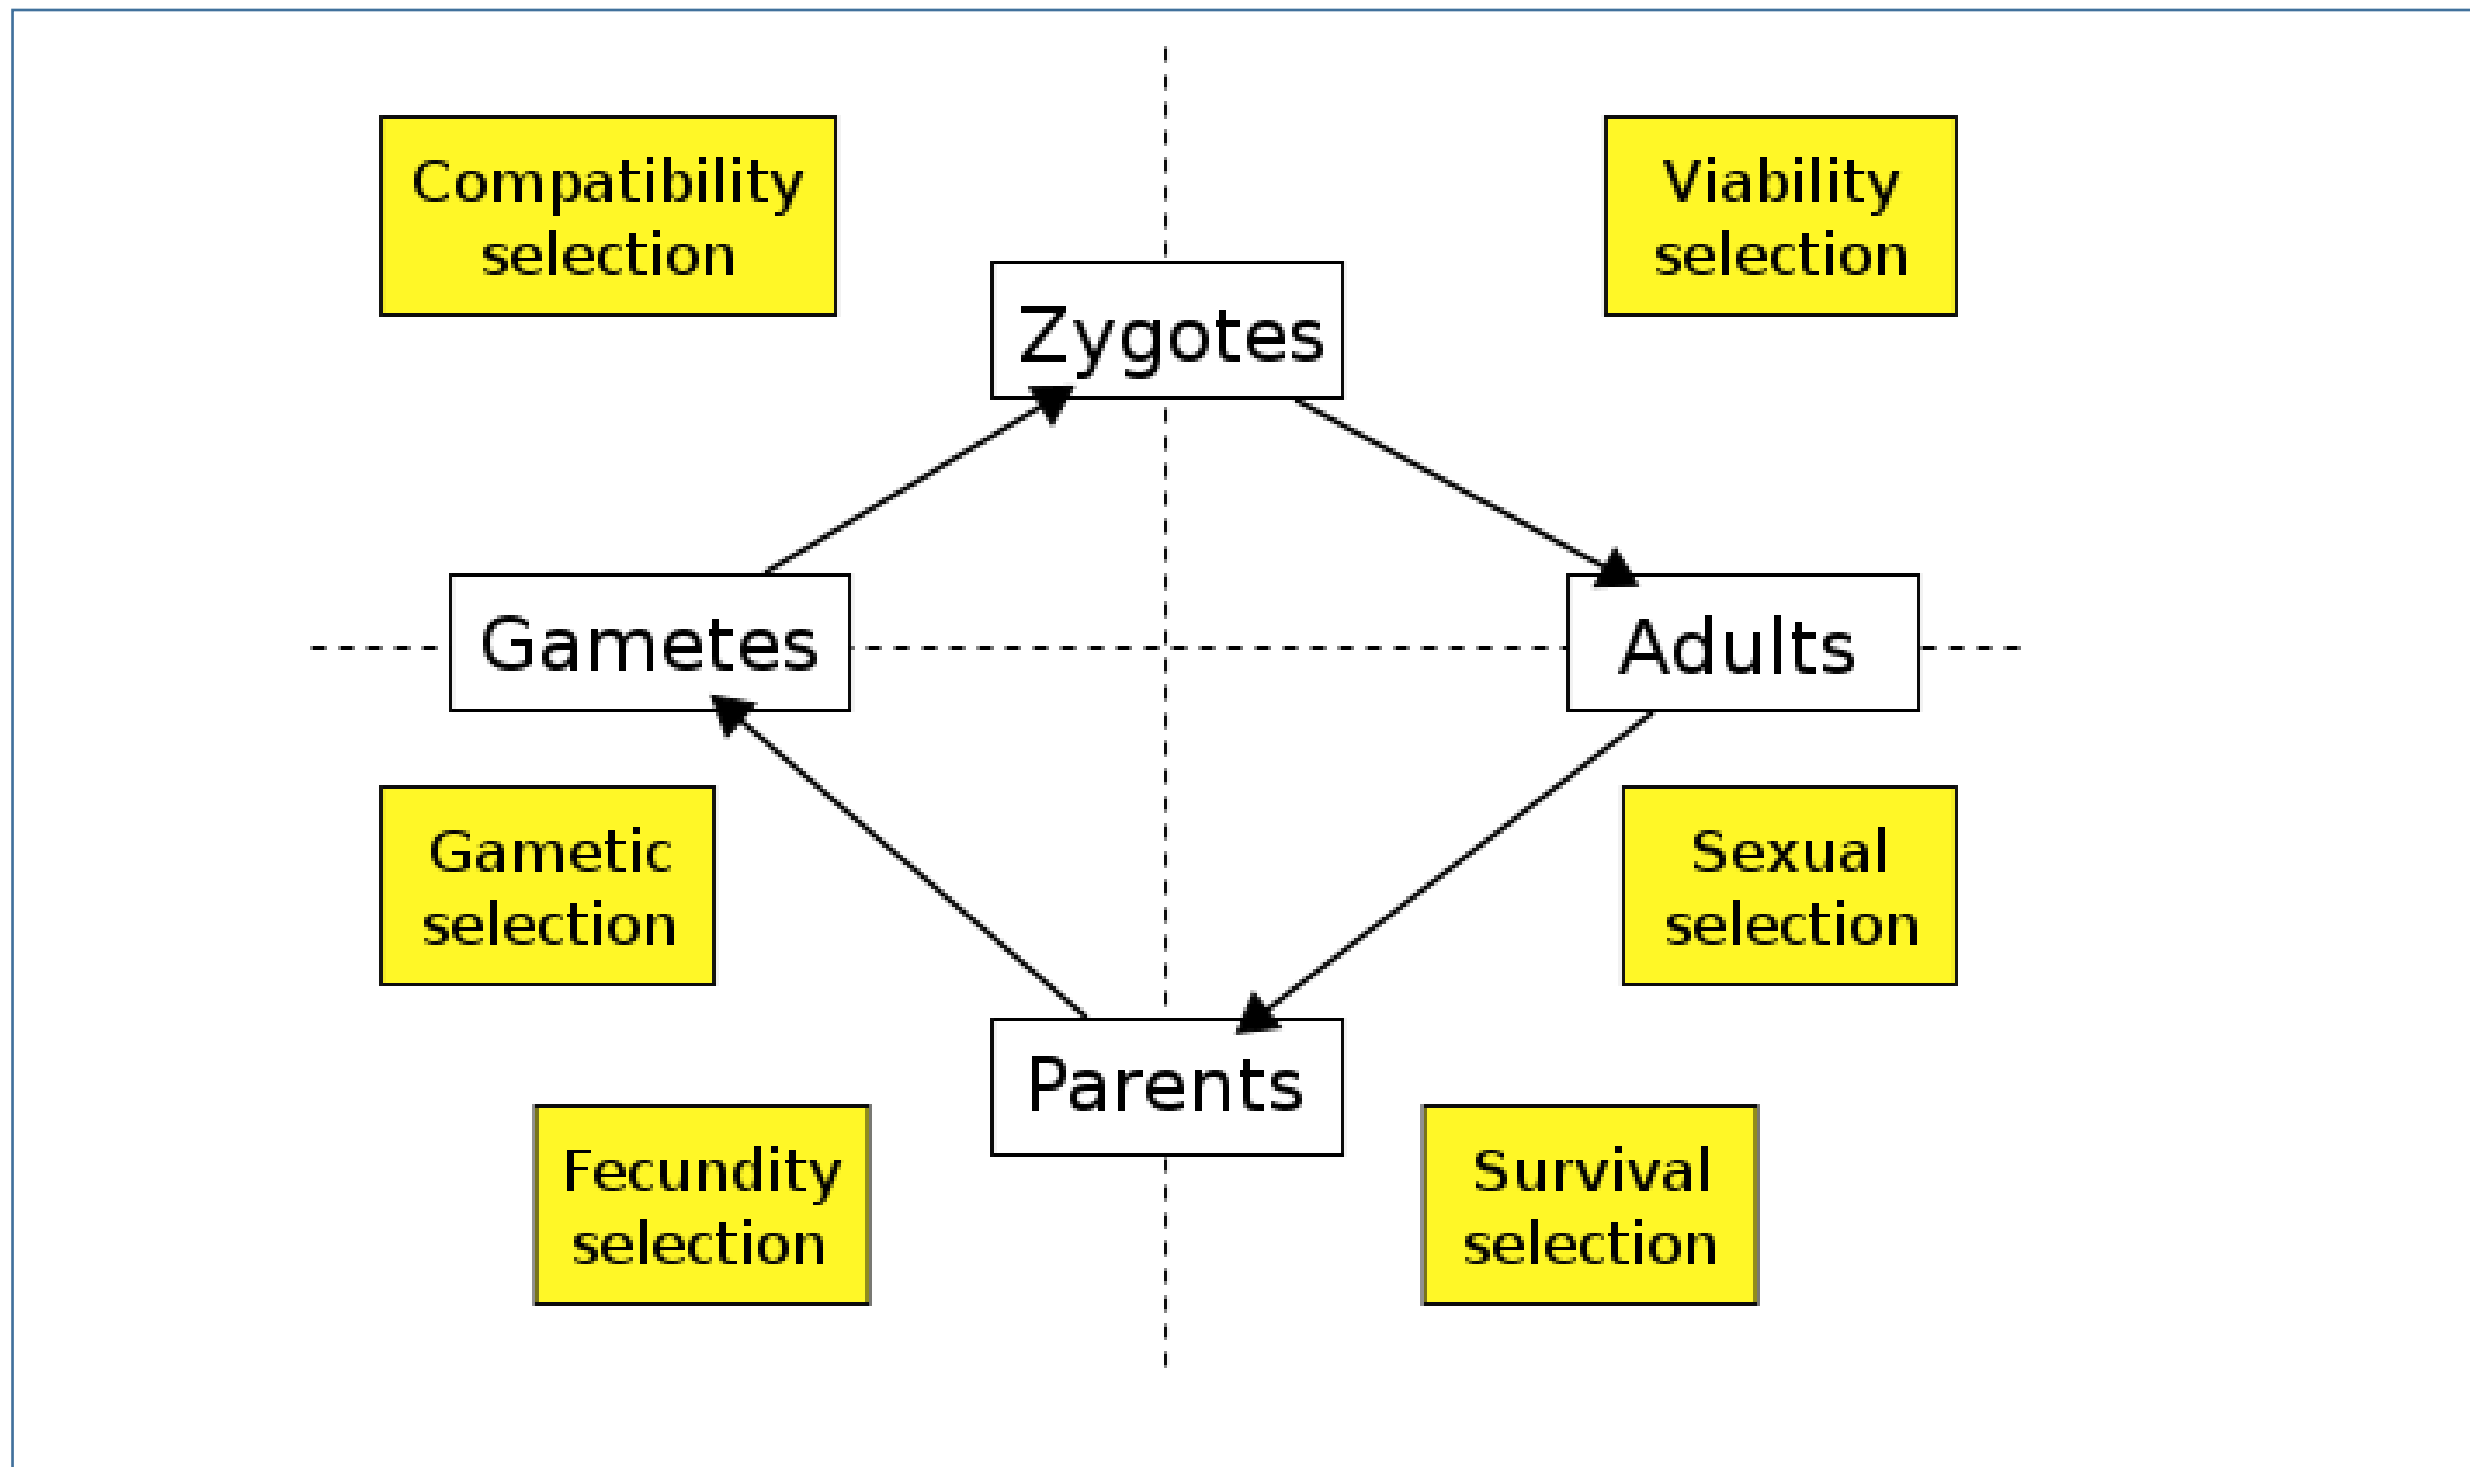 Compatibility
selection
Viability
selection
Zygotes
Gametes
Adults
Gametic
selection
Sexual
selection
Parents
Fecundity
selection
Survival
selection